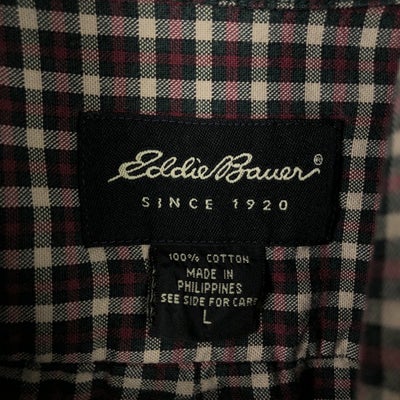 Eddie Bauer®
SINCE 1920
100% COTTON
MADE IN
PHILIPPINES
SEE SIDE FOR CARE
L